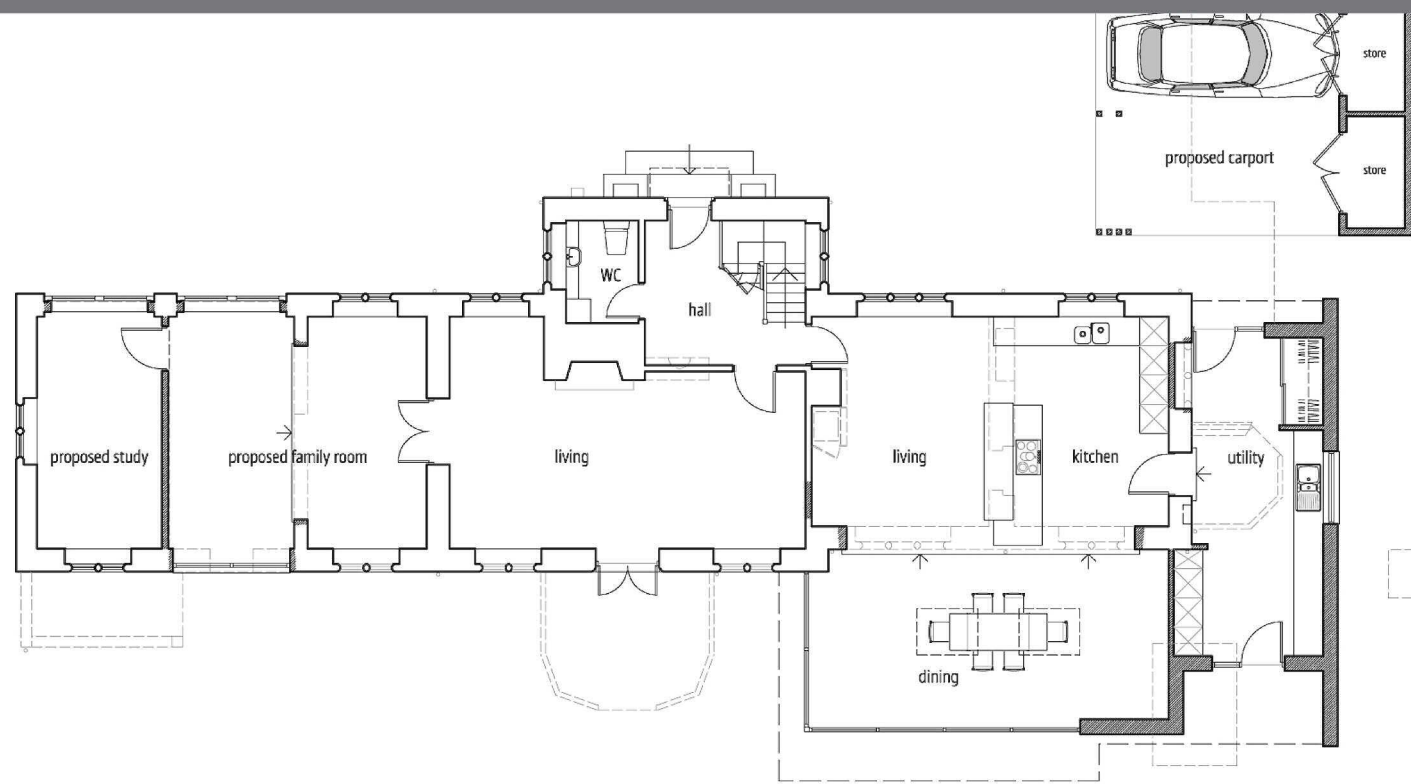 store
proposed carport
store
WC
hall
proposed study
proposed family room
living
living
kitchen
utility
dining